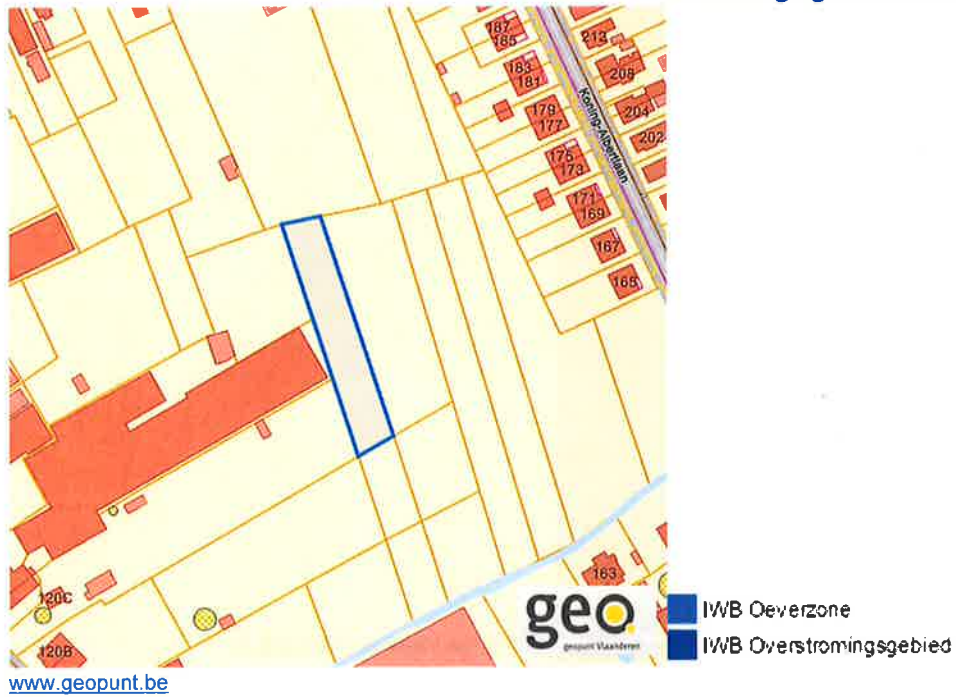 187
185
183
181
179
177
175
173
171
169
167
165
213
208
204
202
Koning-Albertlaan
163
120C
120B
geo
geopunt Vlaanderen
IWB Oeverzone
IWB Overstromingsgebied
www.geopunt.be